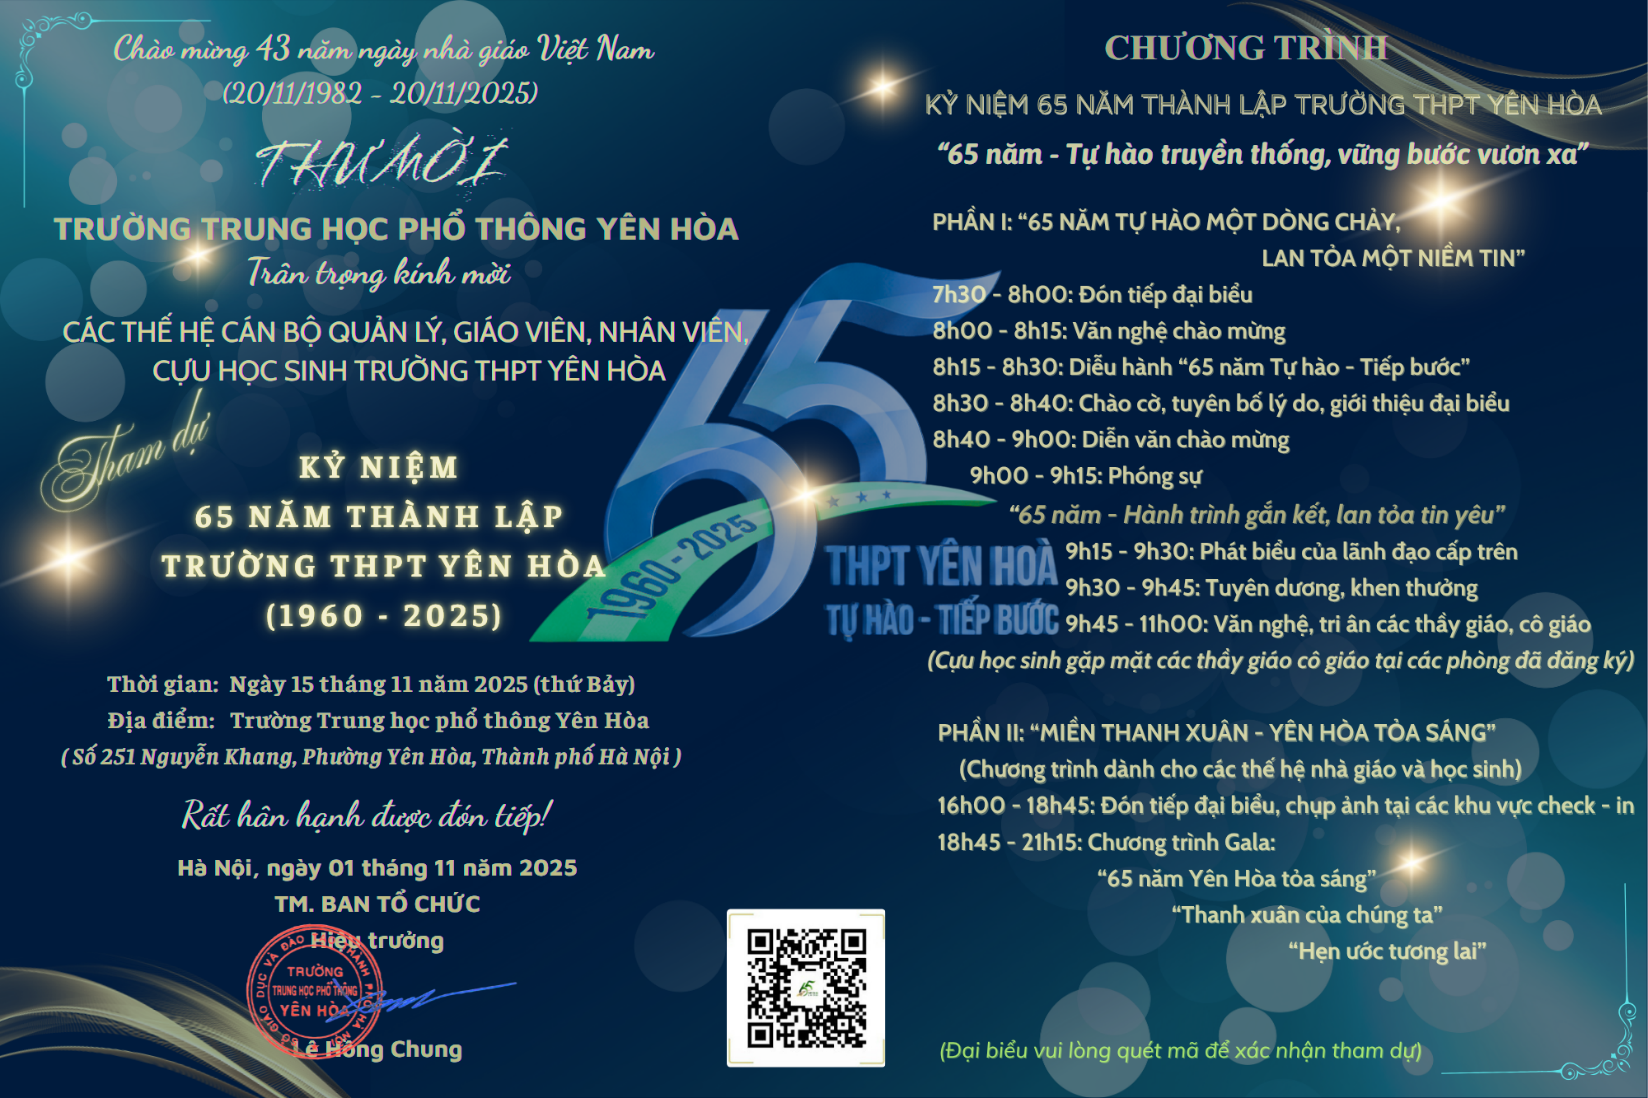 Chào mừng 43 năm ngày nhà giáo Việt Nam
(20/11/1982 - 20/11/2025)
THƯ MỜI
TRƯỜNG TRUNG HỌC PHỔ THÔNG YÊN HÒA
Trân trọng kính mời
CÁC THẾ HỆ CÁN BỘ QUẢN LÝ, GIÁO VIÊN, NHÂN VIÊN,
CỰU HỌC SINH TRƯỜNG THPT YÊN HÒA
Tham dự
KỶ NIỆM
65 NĂM THÀNH LẬP
TRƯỜNG THPT YÊN HÒA
(1960 - 2025)
Thời gian: Ngày 15 tháng 11 năm 2025 (thứ Bảy)
Địa điểm: Trường Trung học phổ thông Yên Hòa
( Số 251 Nguyễn Khang, Phường Yên Hòa, Thành phố Hà Nội )
Rất hân hạnh được đón tiếp!
Hà Nội, ngày 01 tháng 11 năm 2025
TM. BAN TỔ CHỨC
Hiệu trưởng
TRƯỜNG
TRUNG HỌC PHỔ THÔNG
YÊN HÒA
Lê Hồng Chung
65
1960-2025
THPT YÊN HOÀ
TỰ HÀO - TIẾP BƯỚC
CHƯƠNG TRÌNH
KỶ NIỆM 65 NĂM THÀNH LẬP TRƯỜNG THPT YÊN HÒA
“65 năm - Tự hào truyền thống, vững bước vươn xa”
PHẦN I: “65 NĂM TỰ HÀO MỘT DÒNG CHẢY,
LAN TỎA MỘT NIỀM TIN”
7h30 - 8h00: Đón tiếp đại biểu
8h00 - 8h15: Văn nghệ chào mừng
8h15 - 8h30: Diễu hành “65 năm Tự hào - Tiếp bước”
8h30 - 8h40: Chào cờ, tuyên bố lý do, giới thiệu đại biểu
8h40 - 9h00: Diễn văn chào mừng
9h00 - 9h15: Phóng sự
“65 năm - Hành trình gắn kết, lan tỏa tin yêu”
9h15 - 9h30: Phát biểu của lãnh đạo cấp trên
9h30 - 9h45: Tuyên dương, khen thưởng
9h45 - 11h00: Văn nghệ, tri ân các thầy giáo, cô giáo
(Cựu học sinh gặp mặt các thầy giáo cô giáo tại các phòng đã đăng ký)
PHẦN II: “MIỀN THANH XUÂN - YÊN HÒA TỎA SÁNG”
(Chương trình dành cho các thế hệ nhà giáo và học sinh)
16h00 - 18h45: Đón tiếp đại biểu, chụp ảnh tại các khu vực check - in
18h45 - 21h15: Chương trình Gala:
“65 năm Yên Hòa tỏa sáng”
“Thanh xuân của chúng ta”
“Hẹn ước tương lai”
(Đại biểu vui lòng quét mã để xác nhận tham dự)